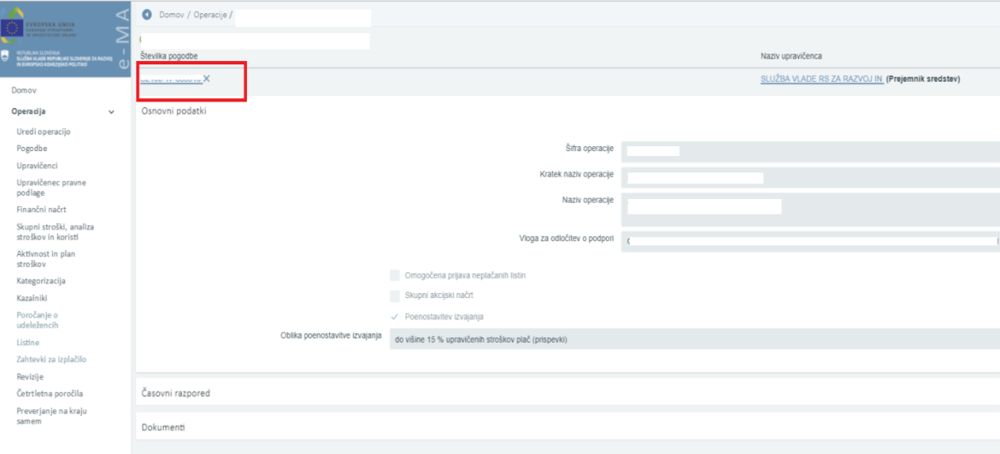 EVROPSKA UNIJA
EVROPSKI STRUKTURNI
IN INVESTICIJSKI SKLADI
REPUBLIKA SLOVENIJA
SLUŽBA VLADE REPUBLIKE SLOVENIJE ZA RAZVOJ
IN EVROPSKO KOHEZIJSKO POLITIKO
e-MA
Domov / Operacije /
Številka pogodbe
Naziv upravičenca
SLUŽBA VLADE RS ZA RAZVOJ IN (Prejemnik sredstev)
Domov
Operacija
Uredi operacijo
Pogodbe
Upravičenci
Upravičenec pravne
podlage
Finančni načrt
Skupni stroški, analiza
stroškov in koristi
Aktivnost in plan
stroškov
Kategorizacija
Kazalniki
Poročanje o
udeležencih
Listine
Zahtevki za izplačilo
Revizije
Četrtletna poročila
Preverjanje na kraju
samem
Osnovni podatki
Šifra operacije
Kratek naziv operacije
Naziv operacije
Vloga za odločitev o podpori
Omogočena prijava neplačanih listin
Skupni akcijski načrt
Poenostavitev izvajanja
Oblika poenostavitve izvajanja
do višine 15 % upravičenih stroškov plač (prispevki)
Časovni razpored
Dokumenti